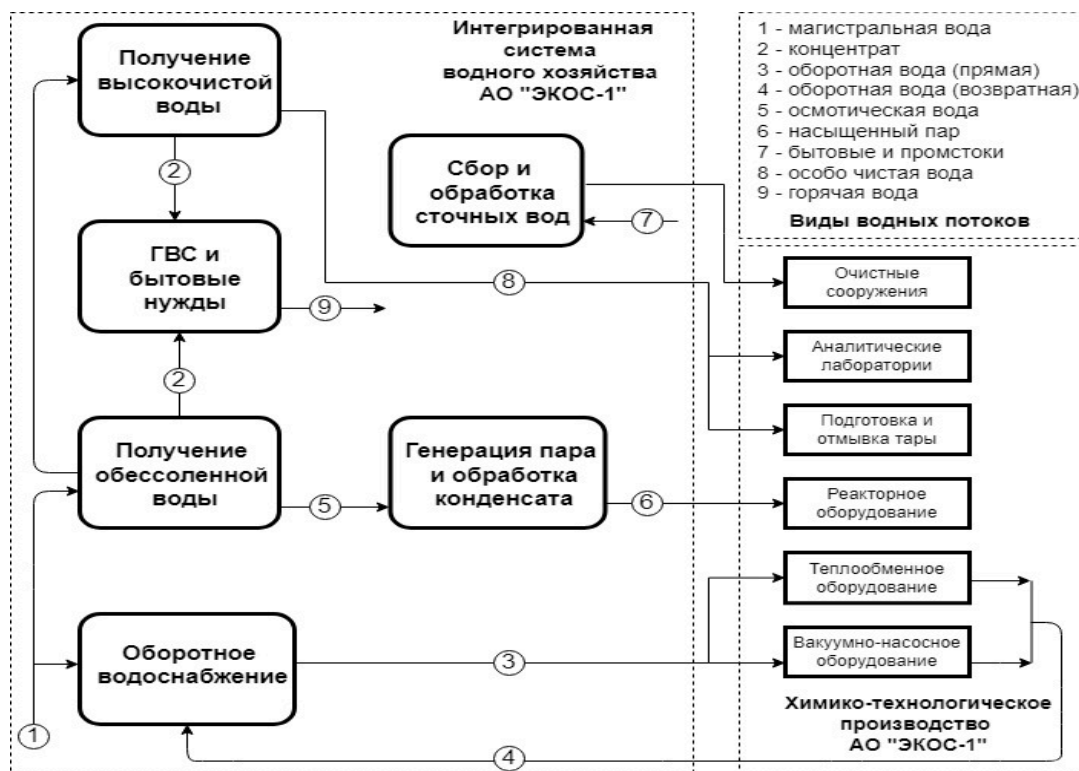 Получение
высокочистой
воды
Интегрированная
система
водного хозяйства
АО "ЭКОС-1"
1 - магистральная вода
2 - концентрат
3 - оборотная вода (прямая)
4 - оборотная вода (возвратная)
5 - осмотическая вода
6 - насыщенный пар
7 - бытовые и промстоки
8 - особо чистая вода
9 - горячая вода
Виды водных потоков
2
Сбор и
обработка
сточных вод
7
ГВС и
бытовые
нужды
9
8
Очистные
сооружения
Аналитические
лаборатории
2
Подготовка и
отмывка тары
Получение
обессоленной
воды
5
Генерация пара
и обработка
конденсата
6
Реакторное
оборудование
Теплообменное
оборудование
Оборотное
водоснабжение
3
Вакуумно-насосное
оборудование
1
4
Химико-технологическое
производство
АО "ЭКОС-1"